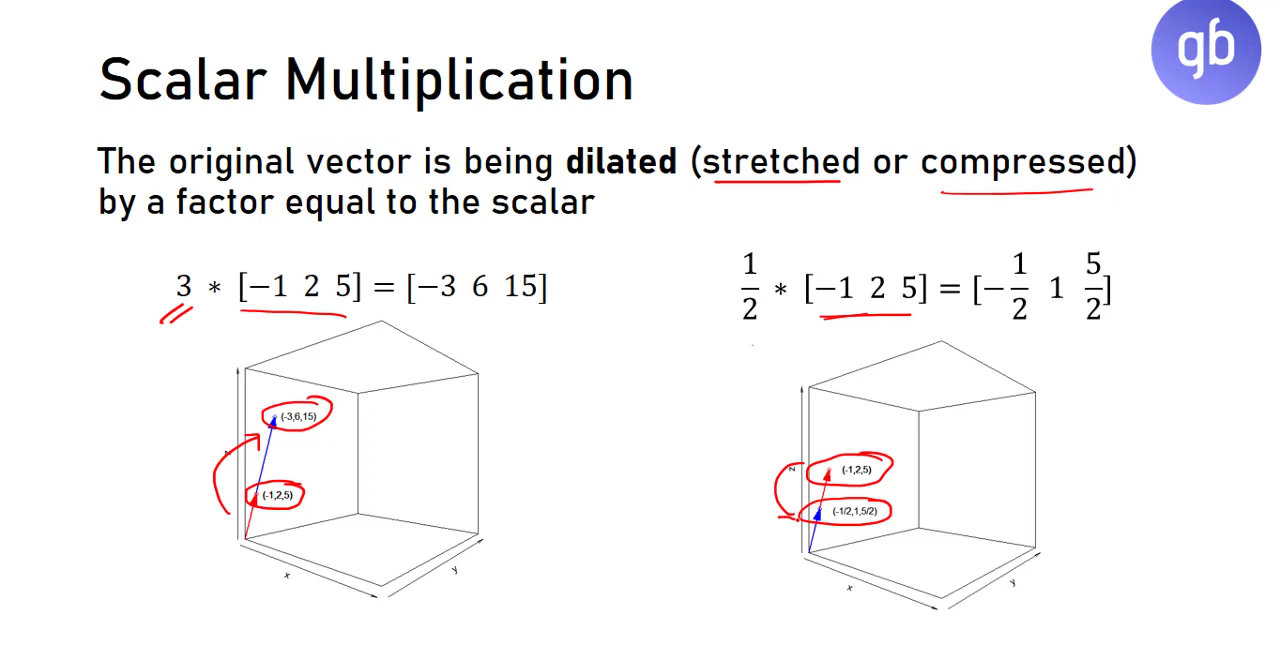 gb
Scalar Multiplication
The original vector is being dilated (stretched or compressed)
by a factor equal to the scalar
3 * [−1 2 5] = [−3 6 15]
1/2 * [−1 2 5] = [−1/2 1 5/2]
(-3,6,15)
z
(-1,2,5)
x
y
(-1,2,5)
z
(-1/2,1,5/2)
x
y